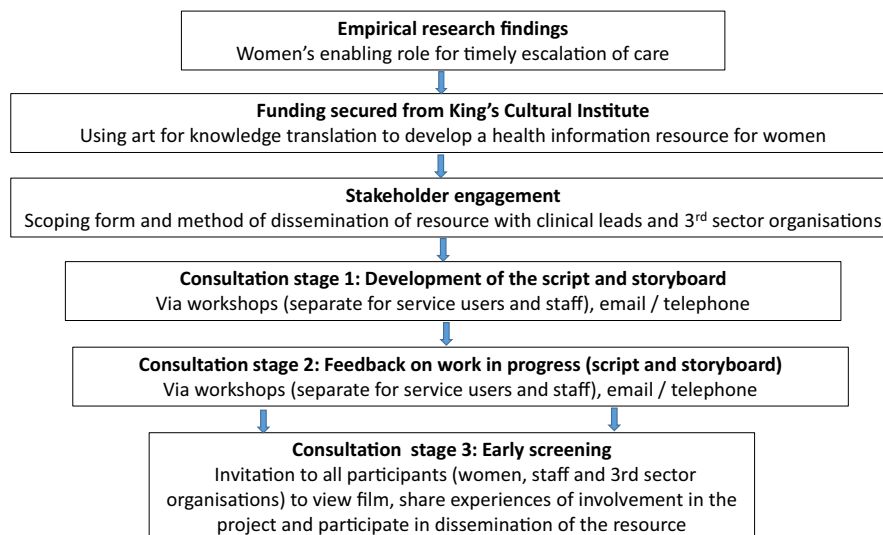 Empirical research findings
Women's enabling role for timely escalation of care
Funding secured from King's Cultural Institute
Using art for knowledge translation to develop a health information resource for women
Stakeholder engagement
Scoping form and method of dissemination of resource with clinical leads and 3rd sector organisations
Consultation stage 1: Development of the script and storyboard
Via workshops (separate for service users and staff), email / telephone
Consultation stage 2: Feedback on work in progress (script and storyboard)
Via workshops (separate for service users and staff), email / telephone
Consultation  stage 3: Early screening
Invitation to all participants (women, staff and 3rd sector
organisations) to view film, share experiences of involvement in the
project and participate in dissemination of the resource